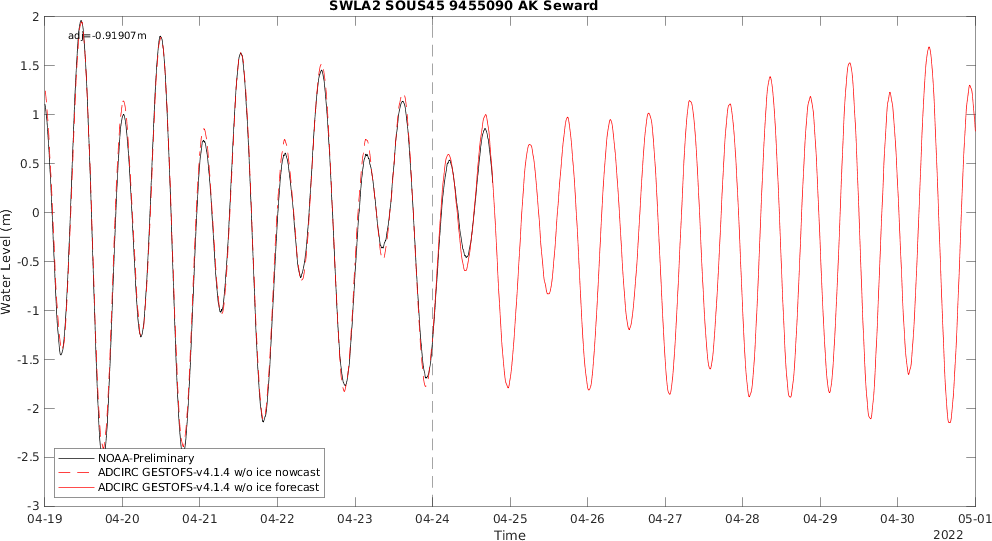 SWLA2 SOUS45 9455090 AK Seward
adj=-0.91907m
Water Level (m)
2
1.5
1
0.5
0
-0.5
-1
-1.5
-2
-2.5
-3
NOAA-Preliminary
ADCIRC GESTOFS-v4.1.4 w/o ice nowcast
ADCIRC GESTOFS-v4.1.4 w/o ice forecast
04-19 04-20 04-21 04-22 04-23 04-24 04-25 04-26 04-27 04-28 04-29 04-30 05-01
Time
2022